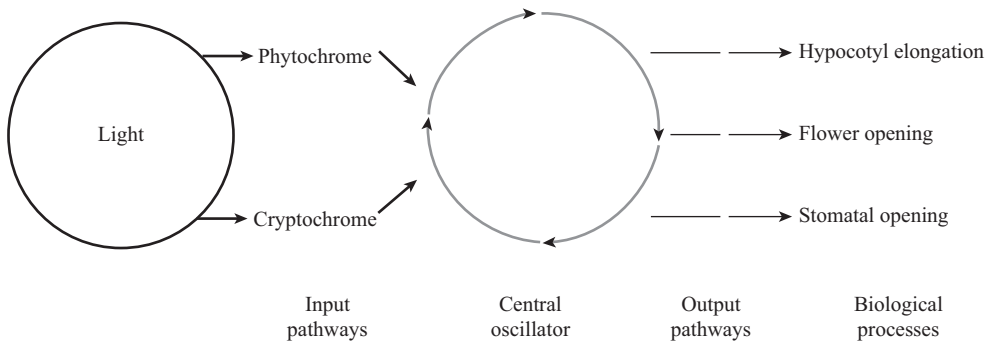 Light
Phytochrome
Cryptochrome
Hypocotyl elongation
Flower opening
Stomatal opening
Input
pathways
Central
oscillator
Output
pathways
Biological
processes